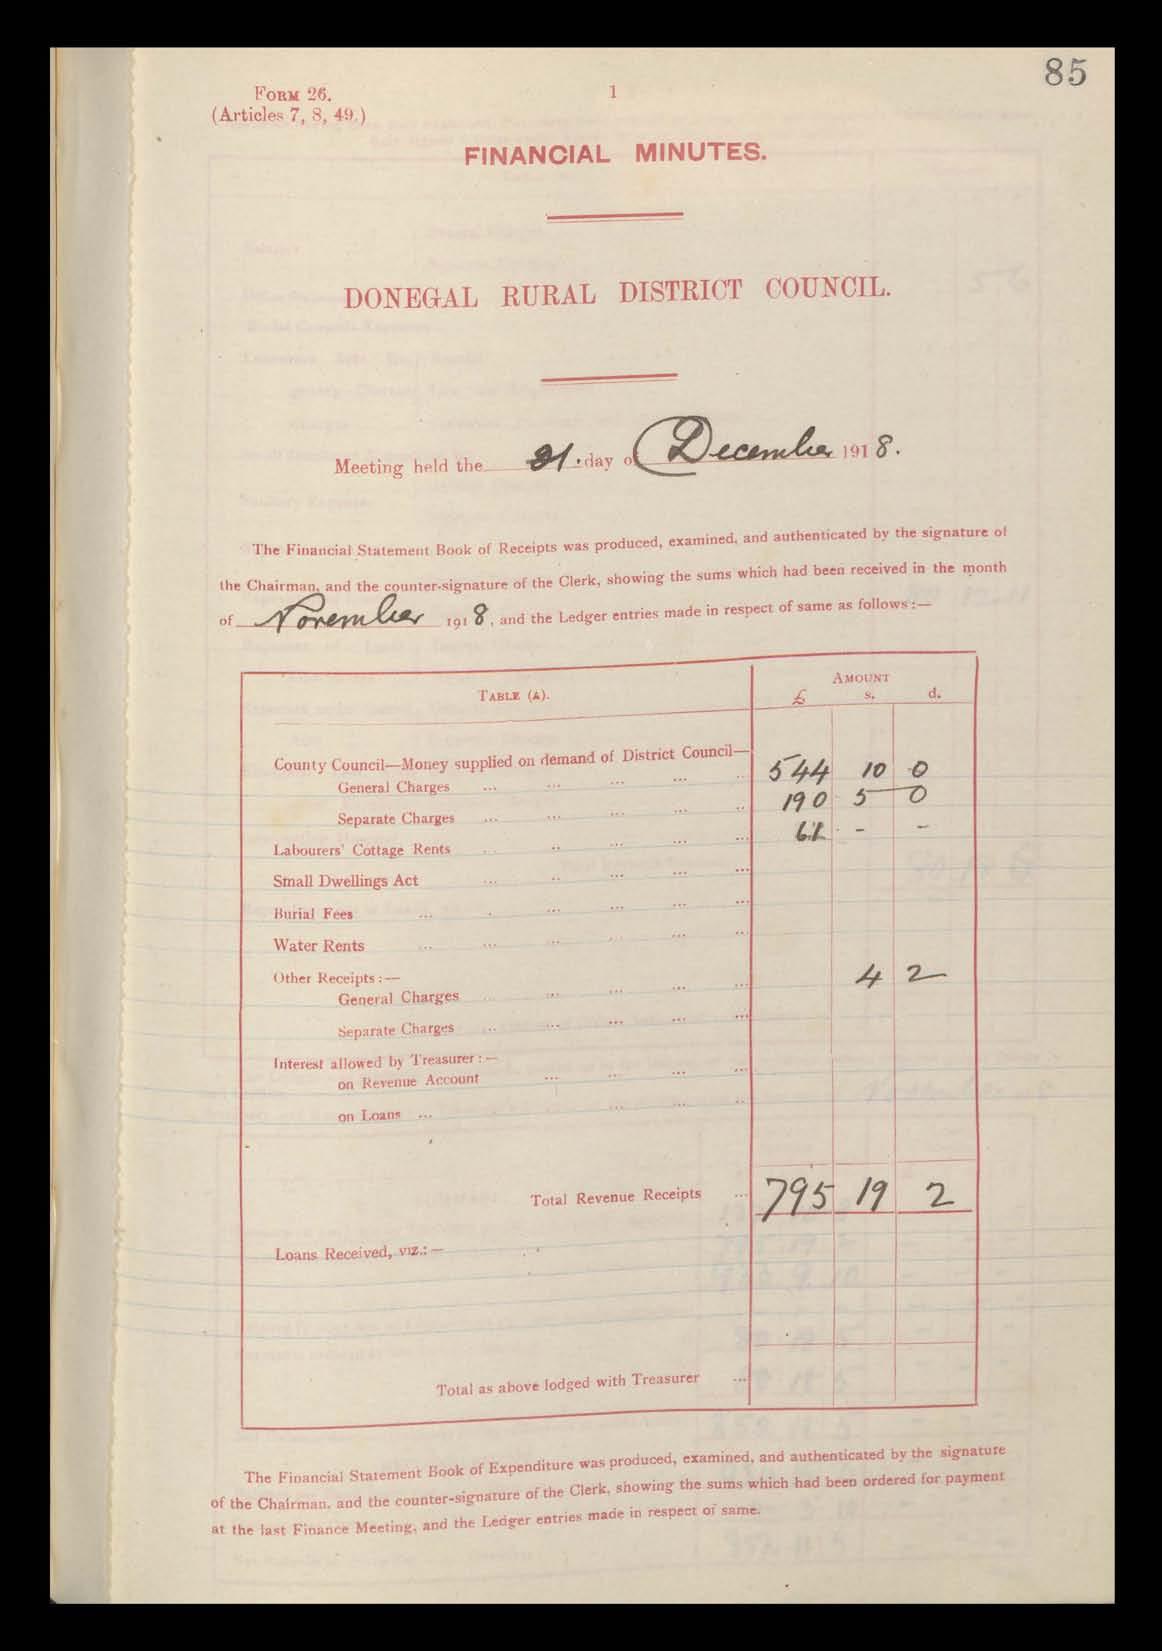 85
FORM 26.
1
(Articles 7, 8, 49.)
FINANCIAL MINUTES.
DONEGAL RURAL DISTRICT COUNCIL.
Meeting held the 21. day of December 1918.
The Financial Statement Book of Receipts was produced, examined, and authenticated by the signature of
the Chairman, and the counter-signature of the Clerk, showing the sums which had been received in the month
of November 1918, and the Ledger entries made in respect of same as follows:—
TABLE (A).
AMOUNT
£ s. d.
County Council—Money supplied on demand of District Council—
General Charges ... ... ... ... .. 544 10 0
Separate Charges ... ... ... ... .. 190 5 0
Labourers' Cottage Rents .. .. ... ... ... 61 - -
Small Dwellings Act ... .. ... ... ...
Burial Fees ... . ... ... ... ...
Water Rents ... ... ... ... ... ...
Other Receipts:—
General Charges ... ... ... ... ... 4 2
Separate Charges ... ... ... ... ...
Interest allowed by Treasurer:—
on Revenue Account ... ... ... ...
on Loans ... ... ... ..
Total Revenue Receipts ... 795 19 2
Loans Received, viz.:—
Total as above lodged with Treasurer ...
The Financial Statement Book of Expenditure was produced, examined, and authenticated by the signature
of the Chairman, and the counter-signature of the Clerk, showing the sums which had been ordered for payment
at the last Finance Meeting, and the Ledger entries made in respect of same.